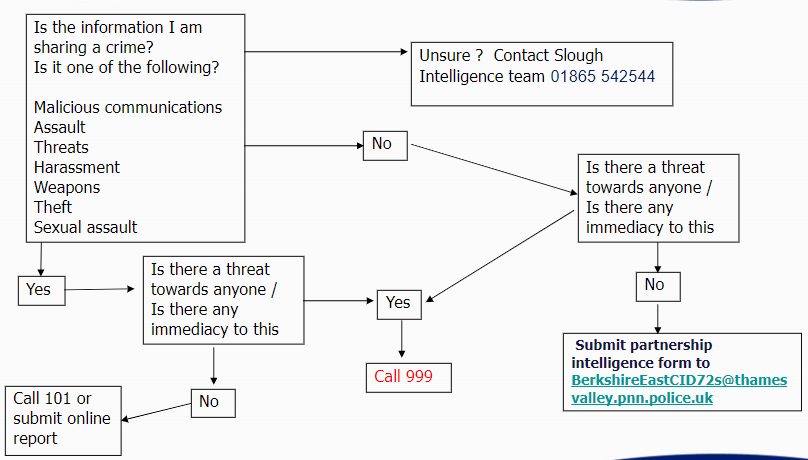 Is the information I am
sharing a crime?
Is it one of the following?
Malicious communications
Assault
Threats
Harassment
Weapons
Theft
Sexual assault
Unsure ?  Contact Slough
Intelligence team 01865 542544
No
Is there a threat
towards anyone /
Is there any
immediacy to this
Yes
Is there a threat
towards anyone /
Is there any
immediacy to this
Yes
No
Call 999
Submit partnership
intelligence form to
BerkshireEastCID72s@thames
valley.pnn.police.uk
No
Call 101 or
submit online
report